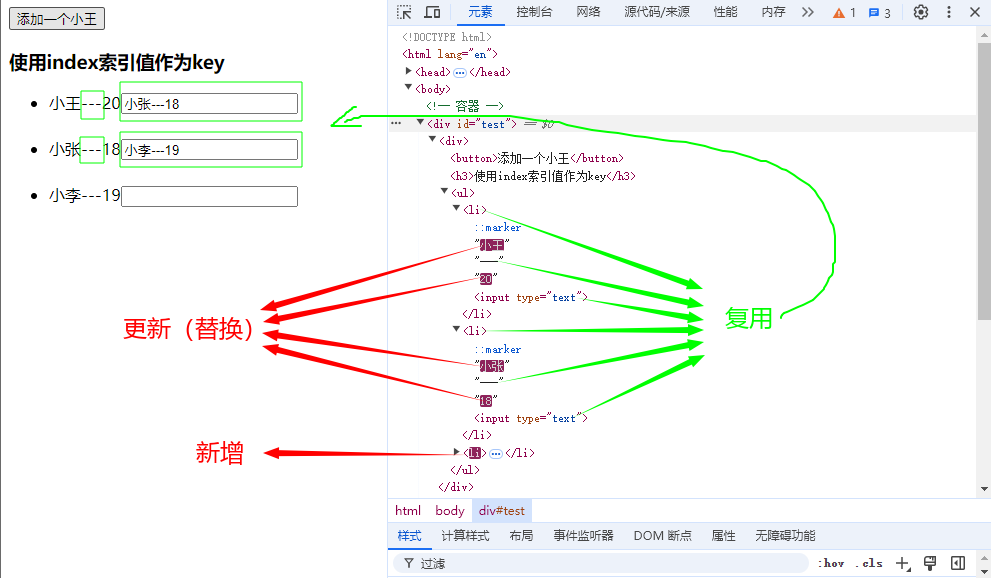 添加一个小王
使用index索引值作为key
小王---20 小张---18
小张---18 小李---19
小李---19
更新（替换）
新增
复用
元素 控制台 网络 源代码/来源 性能 内存 1 3
<!DOCTYPE html>
<html lang="en">
<head> ⋯ </head>
<body>
<!-- 容器 -->
<div id="test"> == $0
<div>
<button>添加一个小王</button>
<h3>使用index索引值作为key</h3>
<ul>
<li>
::marker
"小王"
"---"
"20"
<input type="text">
</li>
<li>
::marker
"小张"
"---"
"18"
<input type="text">
</li>
<li> ⋯ </li>
</ul>
</div>
html body div#test
样式 计算样式 布局 事件监听器 DOM 断点 属性 无障碍功能
过滤 :hov .cls